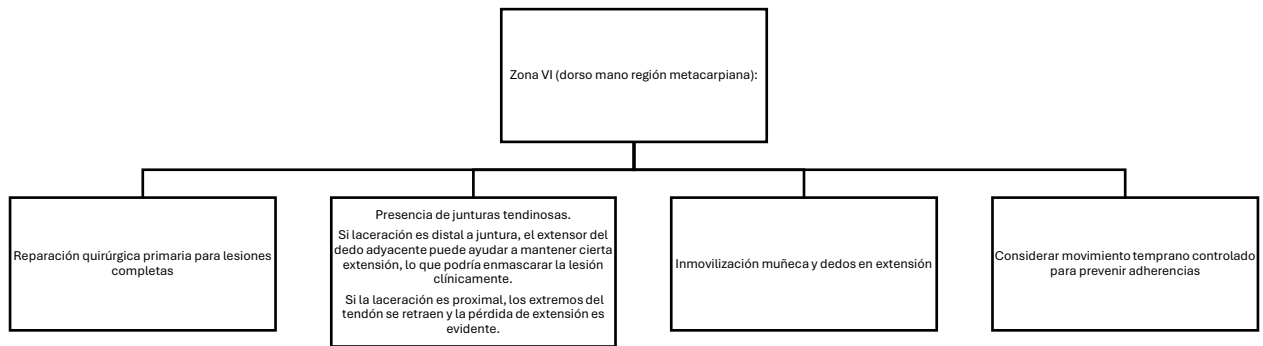 Zona VI (dorso mano región metacarpiana):
Reparación quirúrgica primaria para lesiones
completas
Presencia de junturas tendinosas.
Si laceración es distal a juntura, el extensor del
dedo adyacente puede ayudar a mantener cierta
extensión, lo que podría enmascarar la lesión
clínicamente.
Si la laceración es proximal, los extremos del
tendón se retraen y la pérdida de extensión es
evidente.
Inmovilización muñeca y dedos en extensión
Considerar movimiento temprano controlado
para prevenir adherencias